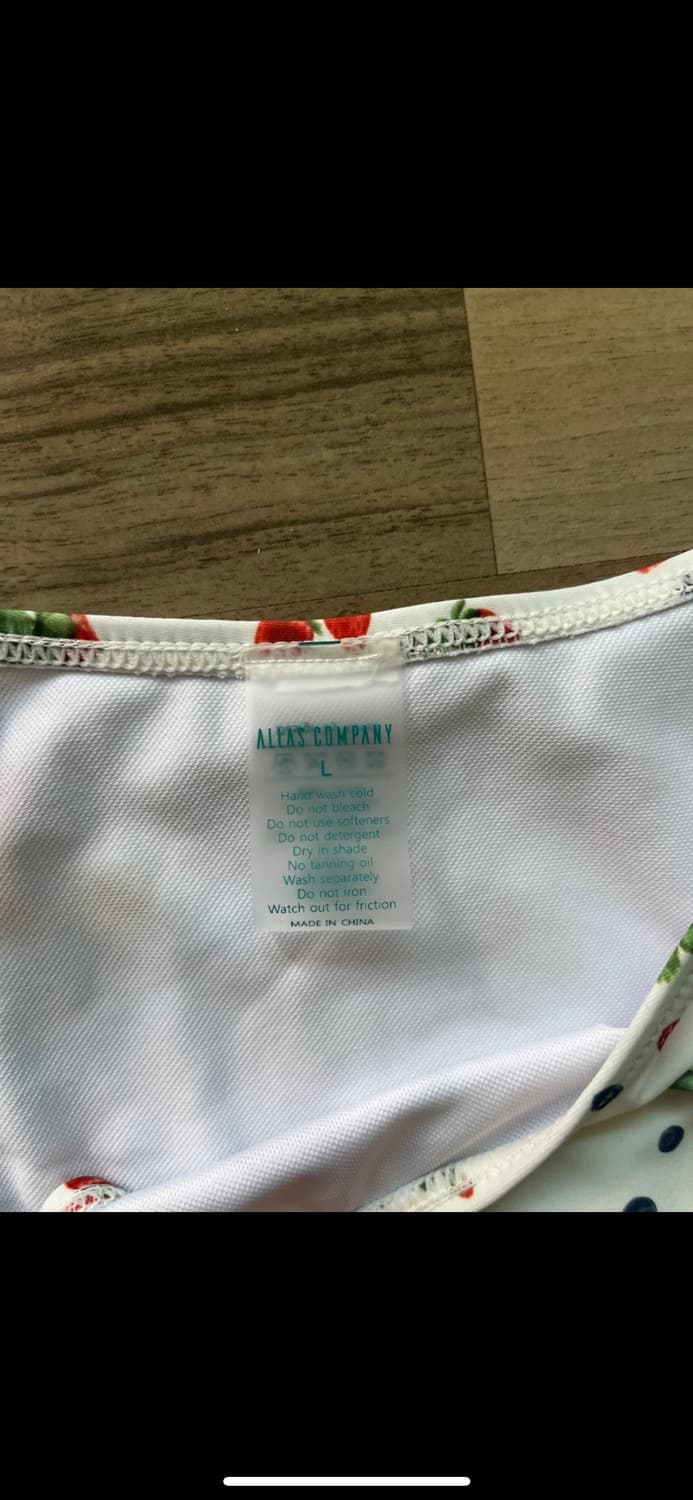 ALLAS COMPANY
L
Hand wash cold
Do not bleach
Do not use softeners
Do not detergent
Dry in shade
No tanning oil
Wash separately
Do not iron
Watch out for friction
MADE IN CHINA